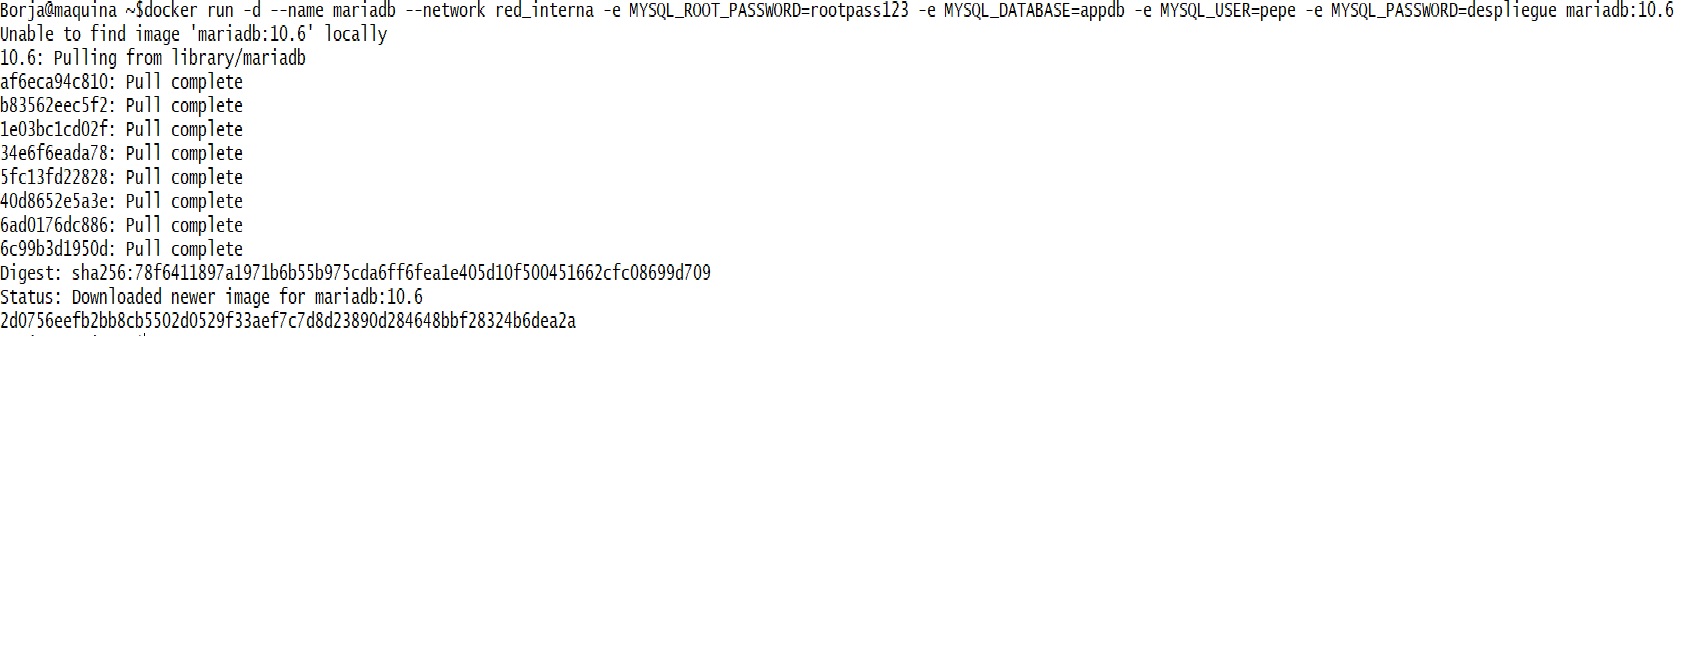 Borja@maquina ~$docker run -d --name mariadb --network red_interna -e MYSQL_ROOT_PASSWORD=rootpass123 -e MYSQL_DATABASE=appdb -e MYSQL_USER=pepe -e MYSQL_PASSWORD=despliegue mariadb:10.6
Unable to find image 'mariadb:10.6' locally
10.6: Pulling from library/mariadb
af6eca94c810: Pull complete
b83562eec5f2: Pull complete
1e03bc1cd02f: Pull complete
34e6f6eada78: Pull complete
5fc13fd22828: Pull complete
40d8652e5a3e: Pull complete
6ad0176dc886: Pull complete
6c99b3d1950d: Pull complete
Digest: sha256:78f6411897a1971b6b55b975cda6ff6fea1e405d10f500451662cfc08699d709
Status: Downloaded newer image for mariadb:10.6
2d0756eefb2bb8cb5502d0529f33aef7c7d8d23890d284648bbf28324b6dea2a